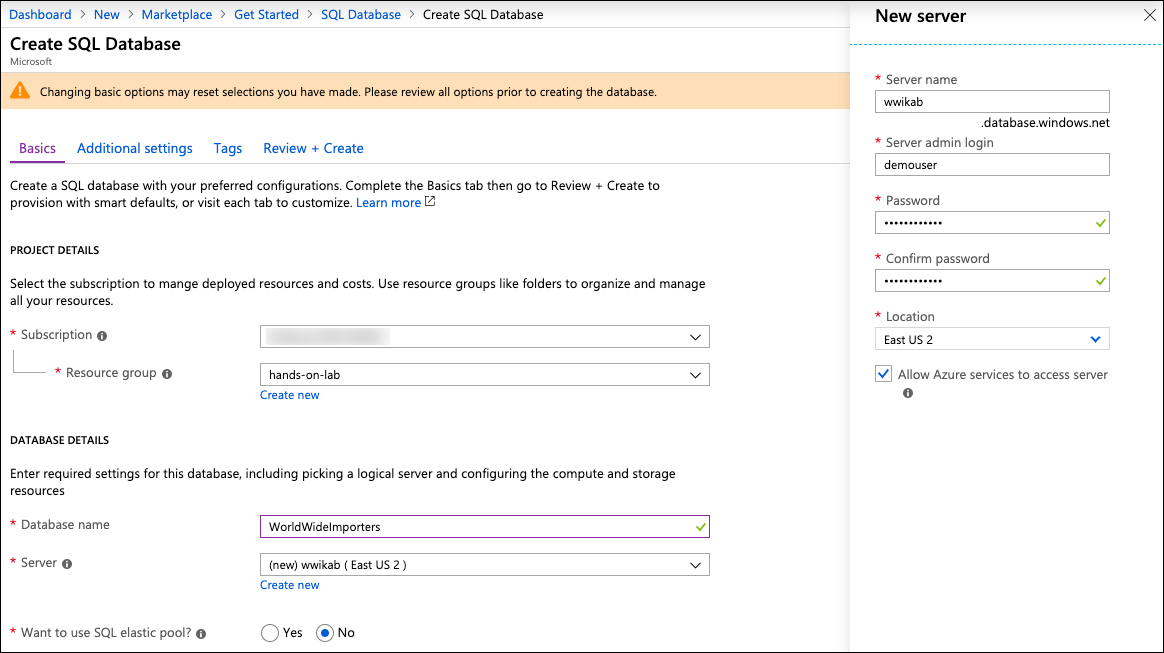 Dashboard > New > Marketplace > Get Started > SQL Database > Create SQL Database
Create SQL Database
Microsoft
Changing basic options may reset selections you have made. Please review all options prior to creating the database.
Basics Additional settings Tags Review + Create
Create a SQL database with your preferred configurations. Complete the Basics tab then go to Review + Create to
provision with smart defaults, or visit each tab to customize. Learn more
PROJECT DETAILS
Select the subscription to mange deployed resources and costs. Use resource groups like folders to organize and manage
all your resources.
* Subscription
* Resource group hands-on-lab
Create new
DATABASE DETAILS
Enter required settings for this database, including picking a logical server and configuring the compute and storage
resources
* Database name WorldWideImporters
* Server (new) wwikab ( East US 2 )
Create new
* Want to use SQL elastic pool? Yes No
New server
* Server name
wwikab
.database.windows.net
* Server admin login
demouser
* Password
••••••••••••
* Confirm password
••••••••••••
* Location
East US 2
Allow Azure services to access server